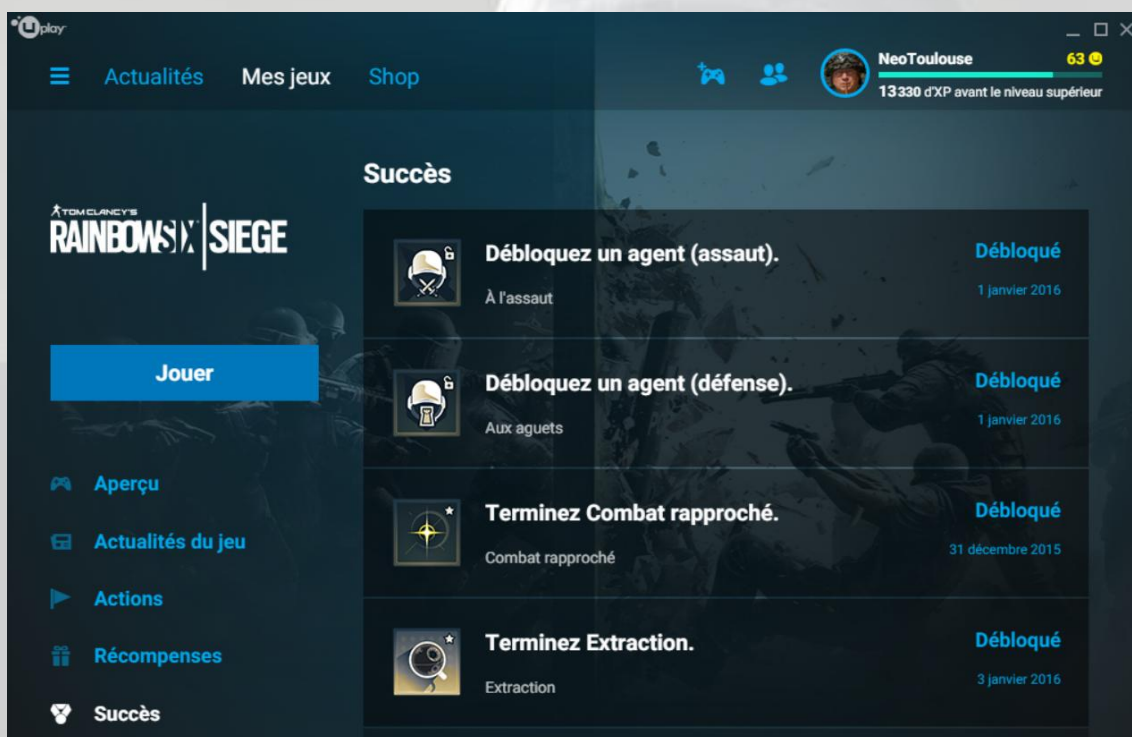 Uplay
Actualités Mes jeux Shop
NeoToulouse 63
13 330 d'XP avant le niveau supérieur
TOM CLANCY'S
RAINBOW SIX | SIEGE
Jouer
Aperçu
Actualités du jeu
Actions
Récompenses
Succès
Succès
Débloquez un agent (assaut).
À l'assaut
Débloqué
1 janvier 2016
Débloquez un agent (défense).
Aux aguets
Débloqué
1 janvier 2016
Terminez Combat rapproché.
Combat rapproché
Débloqué
31 décembre 2015
Terminez Extraction.
Extraction
Débloqué
3 janvier 2016